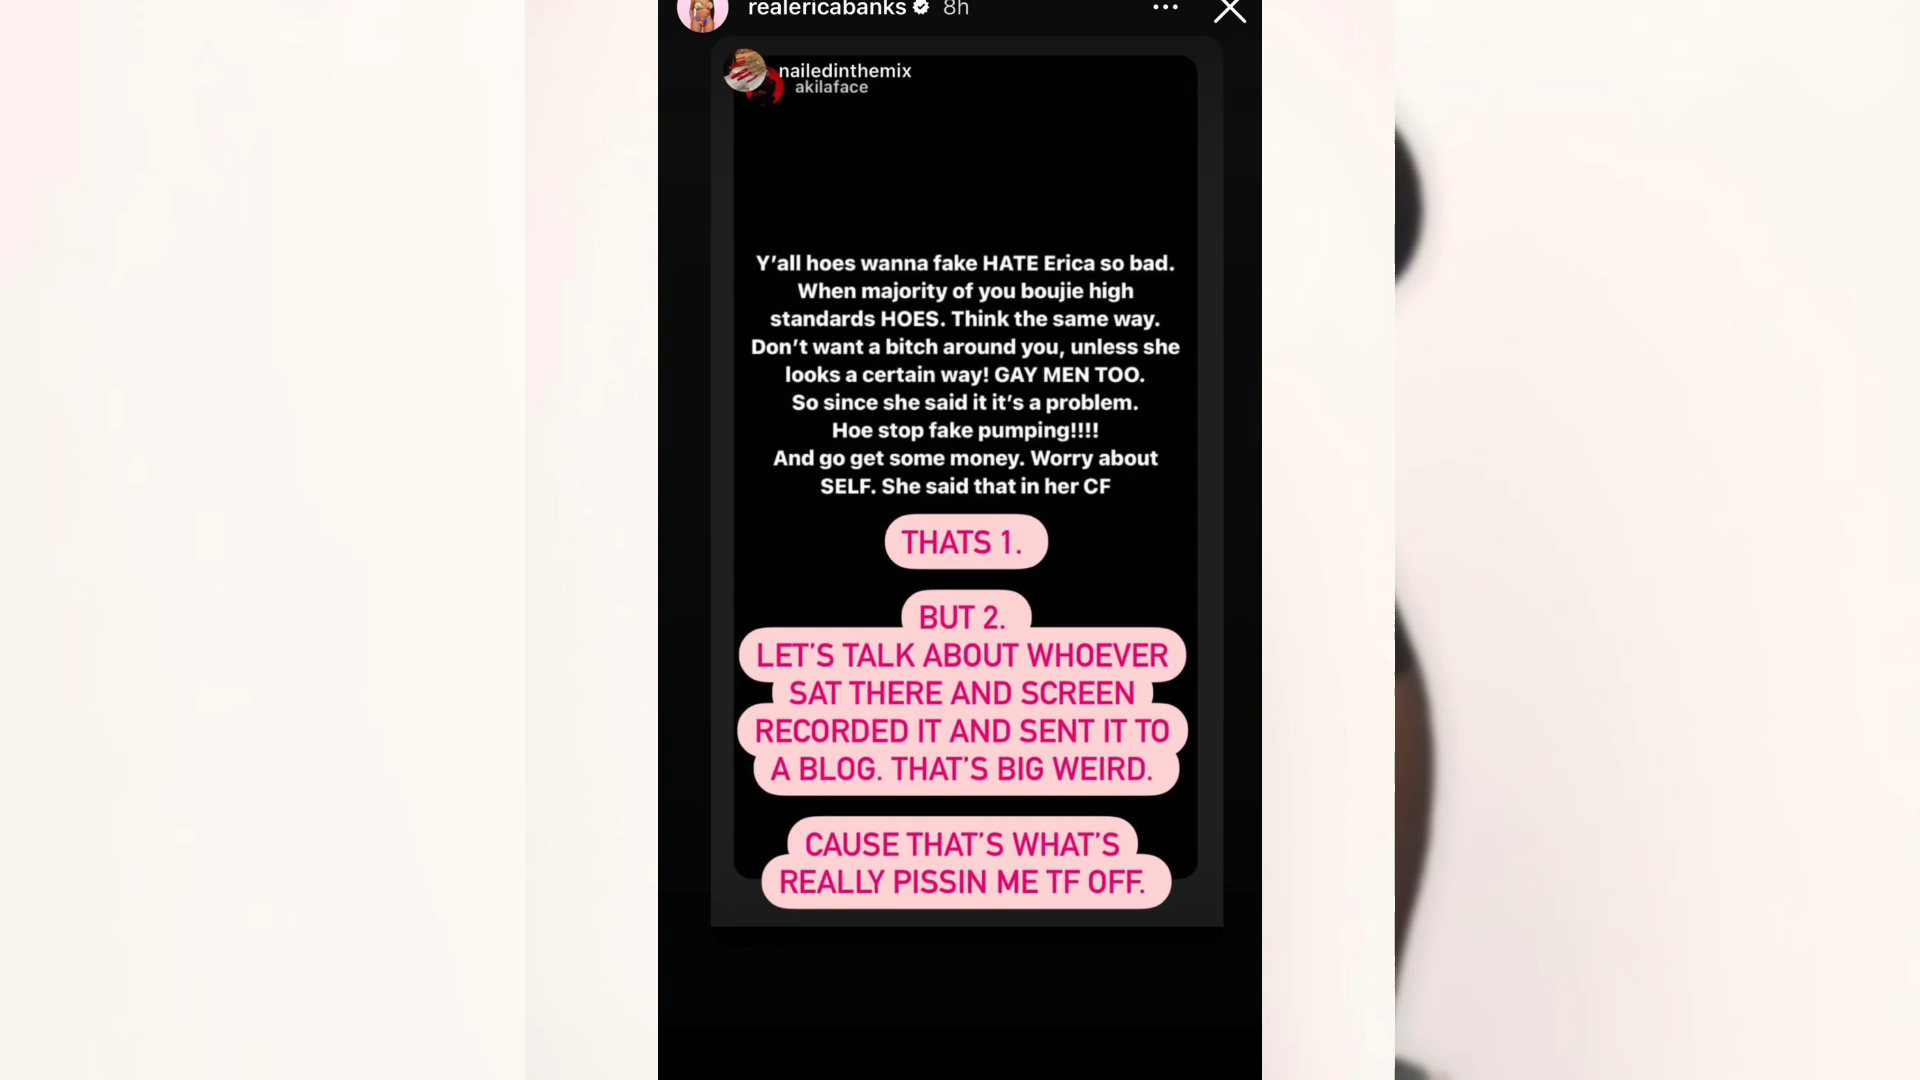 realericabanks 8h
nailedinthemix
akilaface
Y'all hoes wanna fake HATE Erica so bad.
When majority of you boujie high
standards HOES. Think the same way.
Don't want a bitch around you, unless she
looks a certain way! GAY MEN TOO.
So since she said it it's a problem.
Hoe stop fake pumping!!!!
And go get some money. Worry about
SELF. She said that in her CF
THATS 1.
BUT 2.
LET'S TALK ABOUT WHOEVER
SAT THERE AND SCREEN
RECORDED IT AND SENT IT TO
A BLOG. THAT'S BIG WEIRD.
CAUSE THAT'S WHAT'S
REALLY PISSIN ME TF OFF.